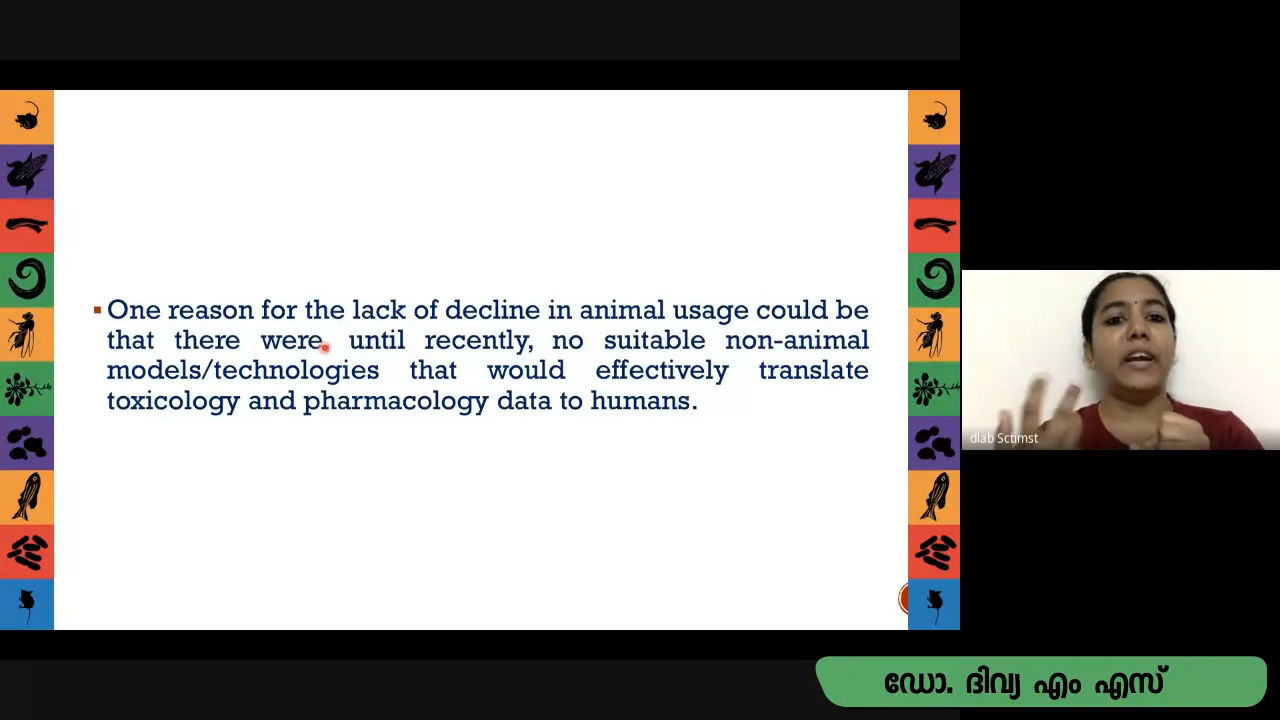 One reason for the lack of decline in animal usage could be
that there were, until recently, no suitable non-animal
models/technologies that would effectively translate
toxicology and pharmacology data to humans.
dlab Sctimst
ഡോ. ദിവ്യ എം എസ്